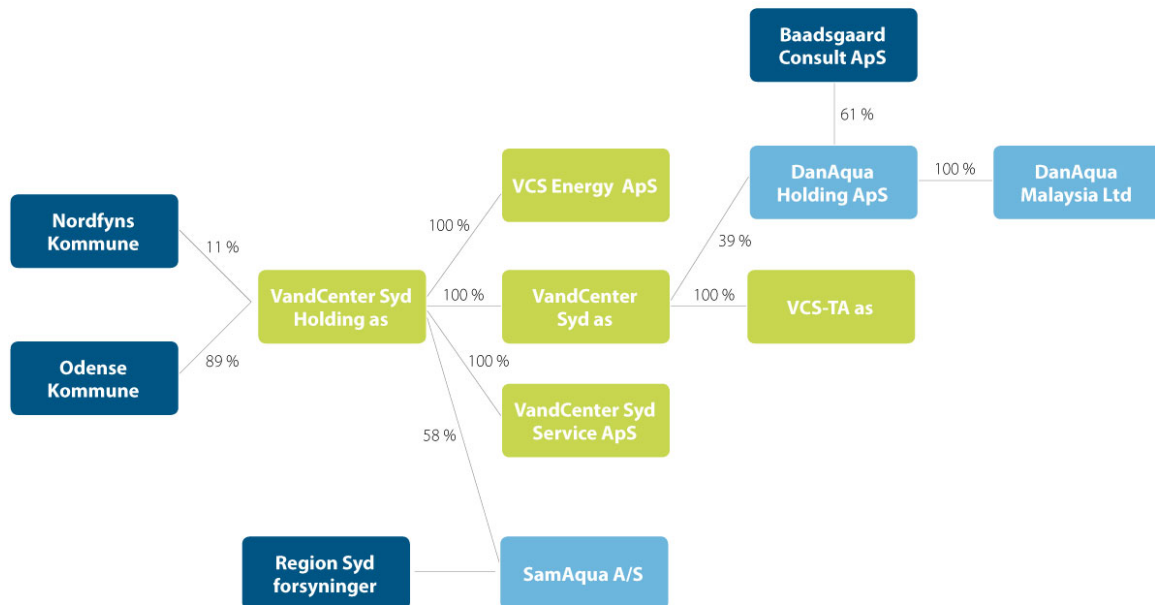 Baadsgaard
Consult ApS
61 %
DanAqua
Holding ApS
100 %
DanAqua
Malaysia Ltd
VCS Energy ApS
Nordfyns
Kommune
11 %
100 %
39 %
VandCenter Syd
Holding as
100 %
VandCenter
Syd as
100 %
VCS-TA as
Odense
Kommune
89 %
100 %
VandCenter Syd
Service ApS
58 %
Region Syd
forsyninger
SamAqua A/S